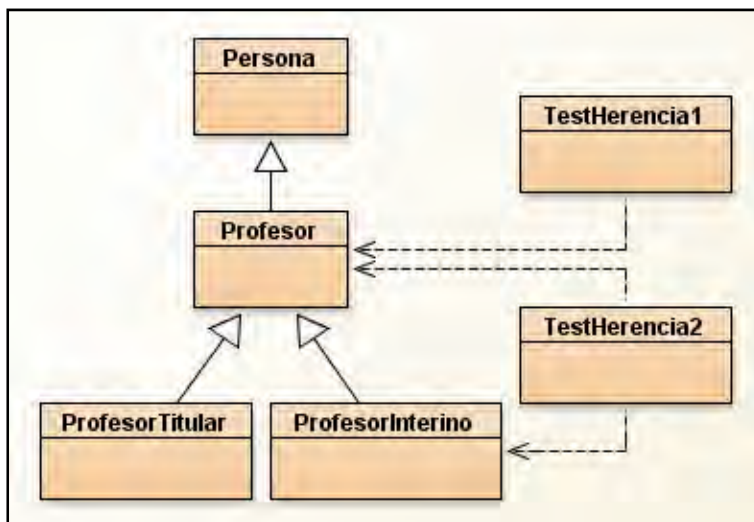 Persona
TestHerencia1
Profesor
TestHerencia2
ProfesorTitular
ProfesorInterino